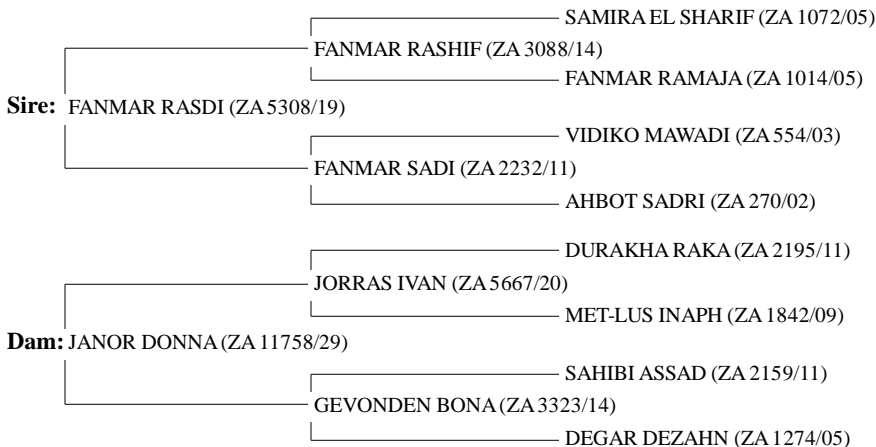 SAMIRA EL SHARIF (ZA 1072/05)
FANMAR RASHIF (ZA 3088/14)
FANMAR RAMAJA (ZA 1014/05)
Sire: FANMAR RASDI (ZA 5308/19)
VIDIKO MAWADI (ZA 554/03)
FANMAR SADI (ZA 2232/11)
AHBOT SADRI (ZA 270/02)
DURAKHA RAKA (ZA 2195/11)
JORRAS IVAN (ZA 5667/20)
MET-LUS INAPH (ZA 1842/09)
Dam: JANOR DONNA (ZA 11758/29)
SAHIBI ASSAD (ZA 2159/11)
GEVONDEN BONA (ZA 3323/14)
DEGAR DEZAHN (ZA 1274/05)